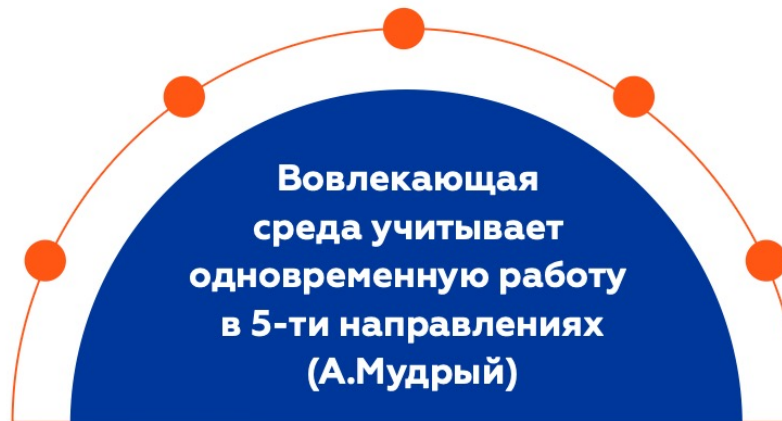 Вовлекающая
среда учитывает
одновременную работу
в 5-ти направлениях
(А.Мудрый)